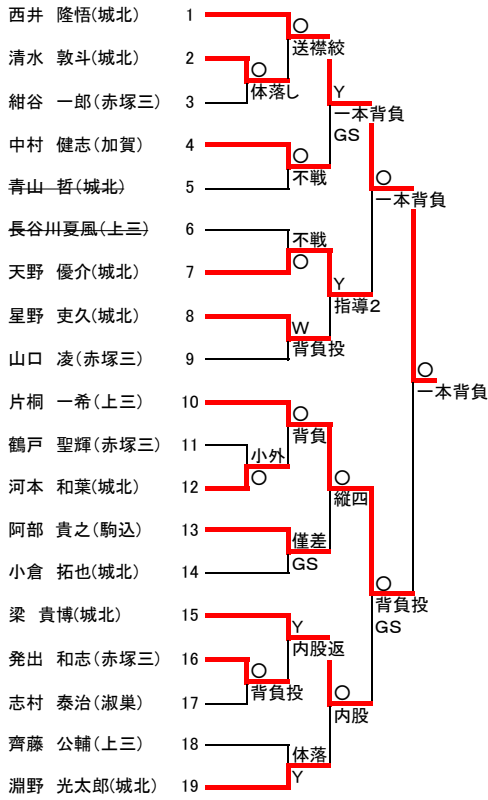 西井 隆悟(城北) 1
○
送襟絞
清水 敦斗(城北) 2
○
体落し
Y
一本背負
GS
紺谷 一郎(赤塚三) 3
中村 健志(加賀) 4
○
不戦
○
一本背負
青山 哲(城北) 5
長谷川夏風(上三) 6
不戦
○
天野 優介(城北) 7
Y
指導2
星野 吏久(城北) 8
W
背負投
山口 凌(赤塚三) 9
○
一本背負
片桐 一希(上三) 10
○
背負
鶴戸 聖輝(赤塚三) 11
小外
○
河本 和葉(城北) 12
○
縦四
阿部 貴之(駒込) 13
僅差
GS
小倉 拓也(城北) 14
○
背負投
GS
梁 貴博(城北) 15
Y
内股返
発出 和志(赤塚三) 16
○
背負投
志村 泰治(淑巣) 17
○
内股
齊藤 公輔(上三) 18
体落
Y
淵野 光太郎(城北) 19